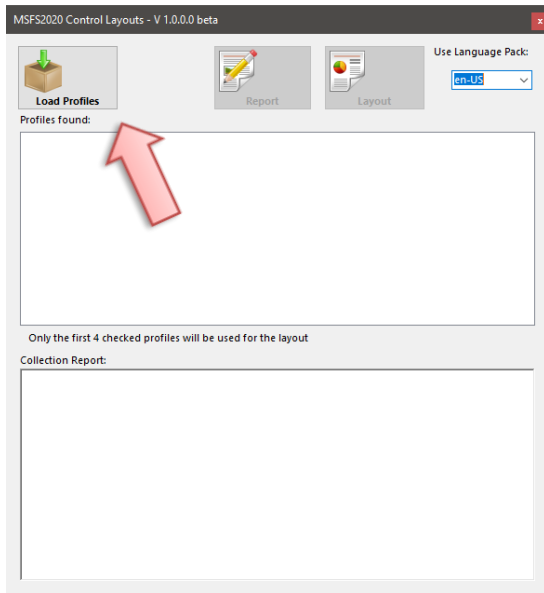 MSFS2020 Control Layouts - V 1.0.0.0 beta
x
Use Language Pack:
en-US
Load Profiles
Report
Layout
Profiles found:
Only the first 4 checked profiles will be used for the layout
Collection Report: